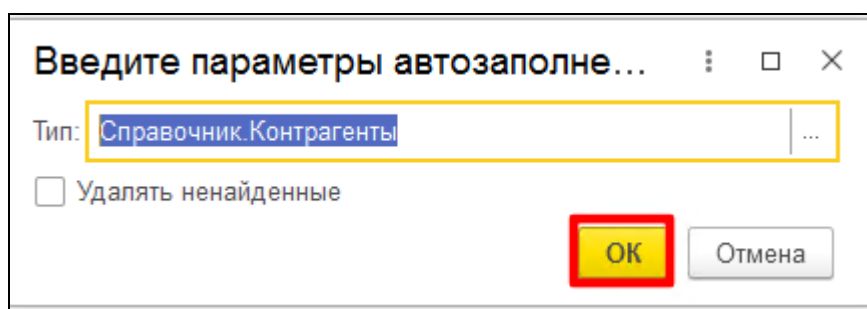 Введите параметры автозаполне...
Тип: Справочник.Контрагенты ...
Удалять ненайденные
ОК Отмена